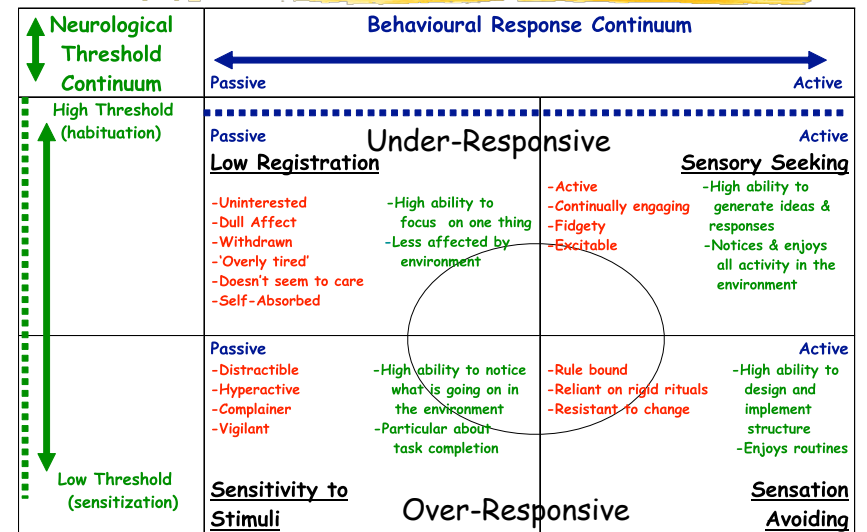 Neurological
Threshold
Continuum
Behavioural Response Continuum
Passive
Active
High Threshold
(habituation)
Under-Responsive
Passive
Low Registration
-Uninterested
-Dull Affect
-Withdrawn
-‘Overly tired’
-Doesn’t seem to care
-Self-Absorbed
-High ability to
focus on one thing
-Less affected by
environment
Active
Sensory Seeking
-Active
-Continually engaging
-Fidgety
-Excitable
-High ability to
generate ideas &
responses
-Notices & enjoys
all activity in the
environment
Passive
-Distractible
-Hyperactive
-Complainer
-Vigilant
-High ability to notice
what is going on in
the environment
-Particular about
task completion
Active
-Rule bound
-Reliant on rigid rituals
-Resistant to change
-High ability to
design and
implement
structure
-Enjoys routines
Low Threshold
(sensitization)
Sensitivity to
Stimuli
Over-Responsive
Sensation
Avoiding